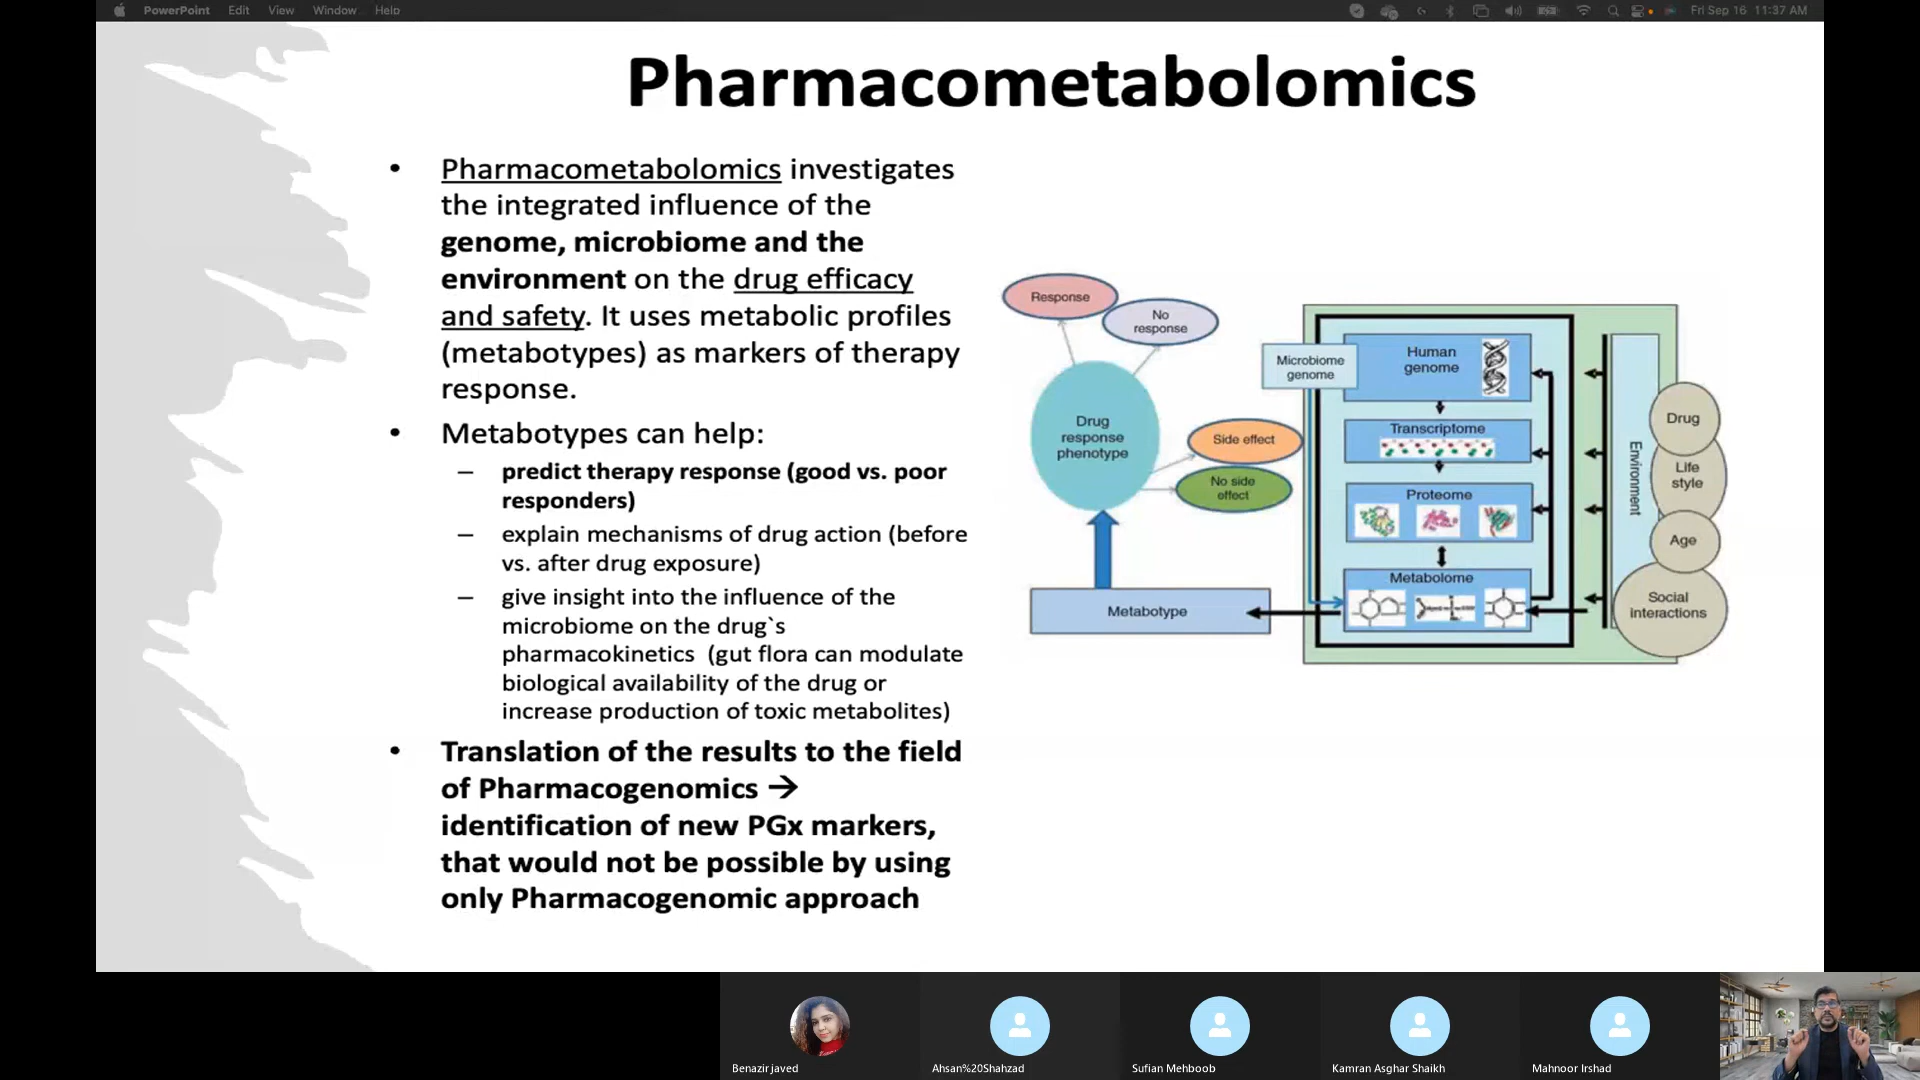 PowerPoint Edit View Window Help
Fri Sep 16 11:37 AM
Pharmacometabolomics
• Pharmacometabolomics investigates
the integrated influence of the
genome, microbiome and the
environment on the drug efficacy
and safety. It uses metabolic profiles
(metabotypes) as markers of therapy
response.
• Metabotypes can help:
– predict therapy response (good vs. poor
responders)
– explain mechanisms of drug action (before
vs. after drug exposure)
– give insight into the influence of the
microbiome on the drug`s
pharmacokinetics (gut flora can modulate
biological availability of the drug or
increase production of toxic metabolites)
• Translation of the results to the field
of Pharmacogenomics →
identification of new PGx markers,
that would not be possible by using
only Pharmacogenomic approach
Response
No
response
Drug
response
phenotype
Side effect
No side
effect
Metabotype
Microbiome
genome
Human
genome
Transcriptome
Proteome
Metabolome
Environment
Drug
Life
style
Age
Social
interactions
Benazir javed
Ahsan%20Shahzad
Sufian Mehboob
Kamran Asghar Shaikh
Mahnoor Irshad